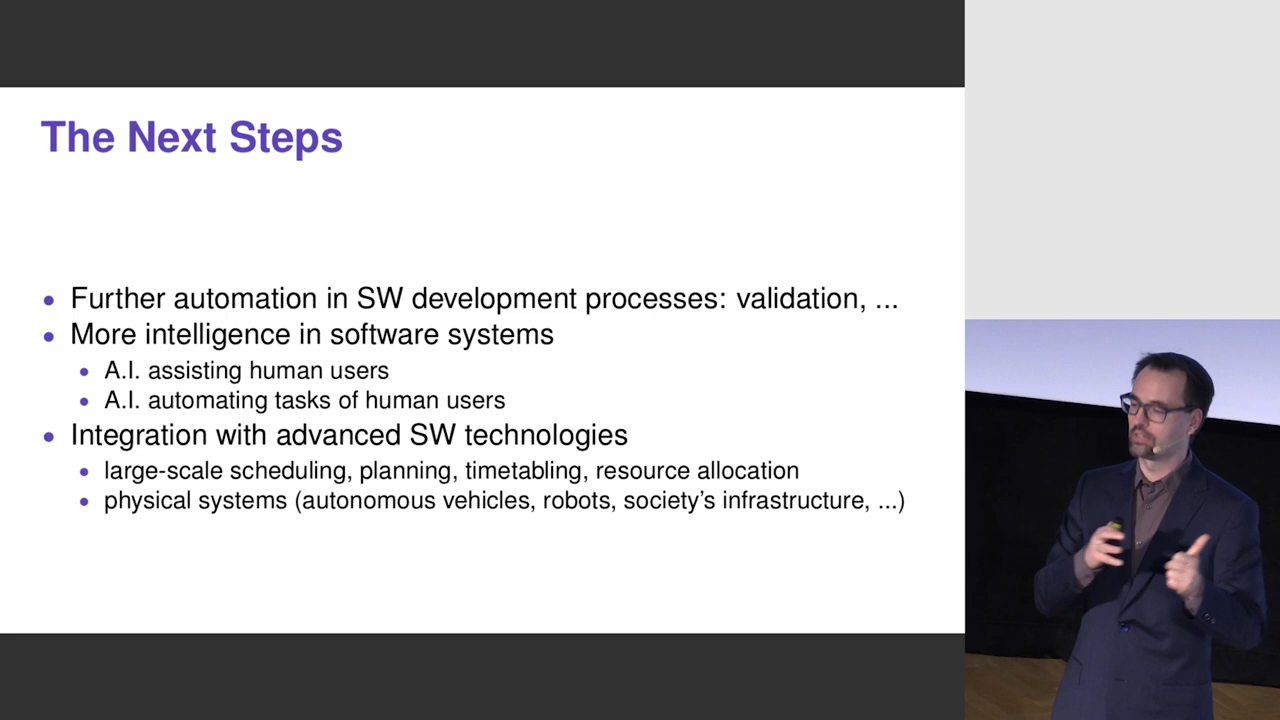 The Next Steps
Further automation in SW development processes: validation, ...
More intelligence in software systems
A.I. assisting human users
A.I. automating tasks of human users
Integration with advanced SW technologies
large-scale scheduling, planning, timetabling, resource allocation
physical systems (autonomous vehicles, robots, society's infrastructure, ...)